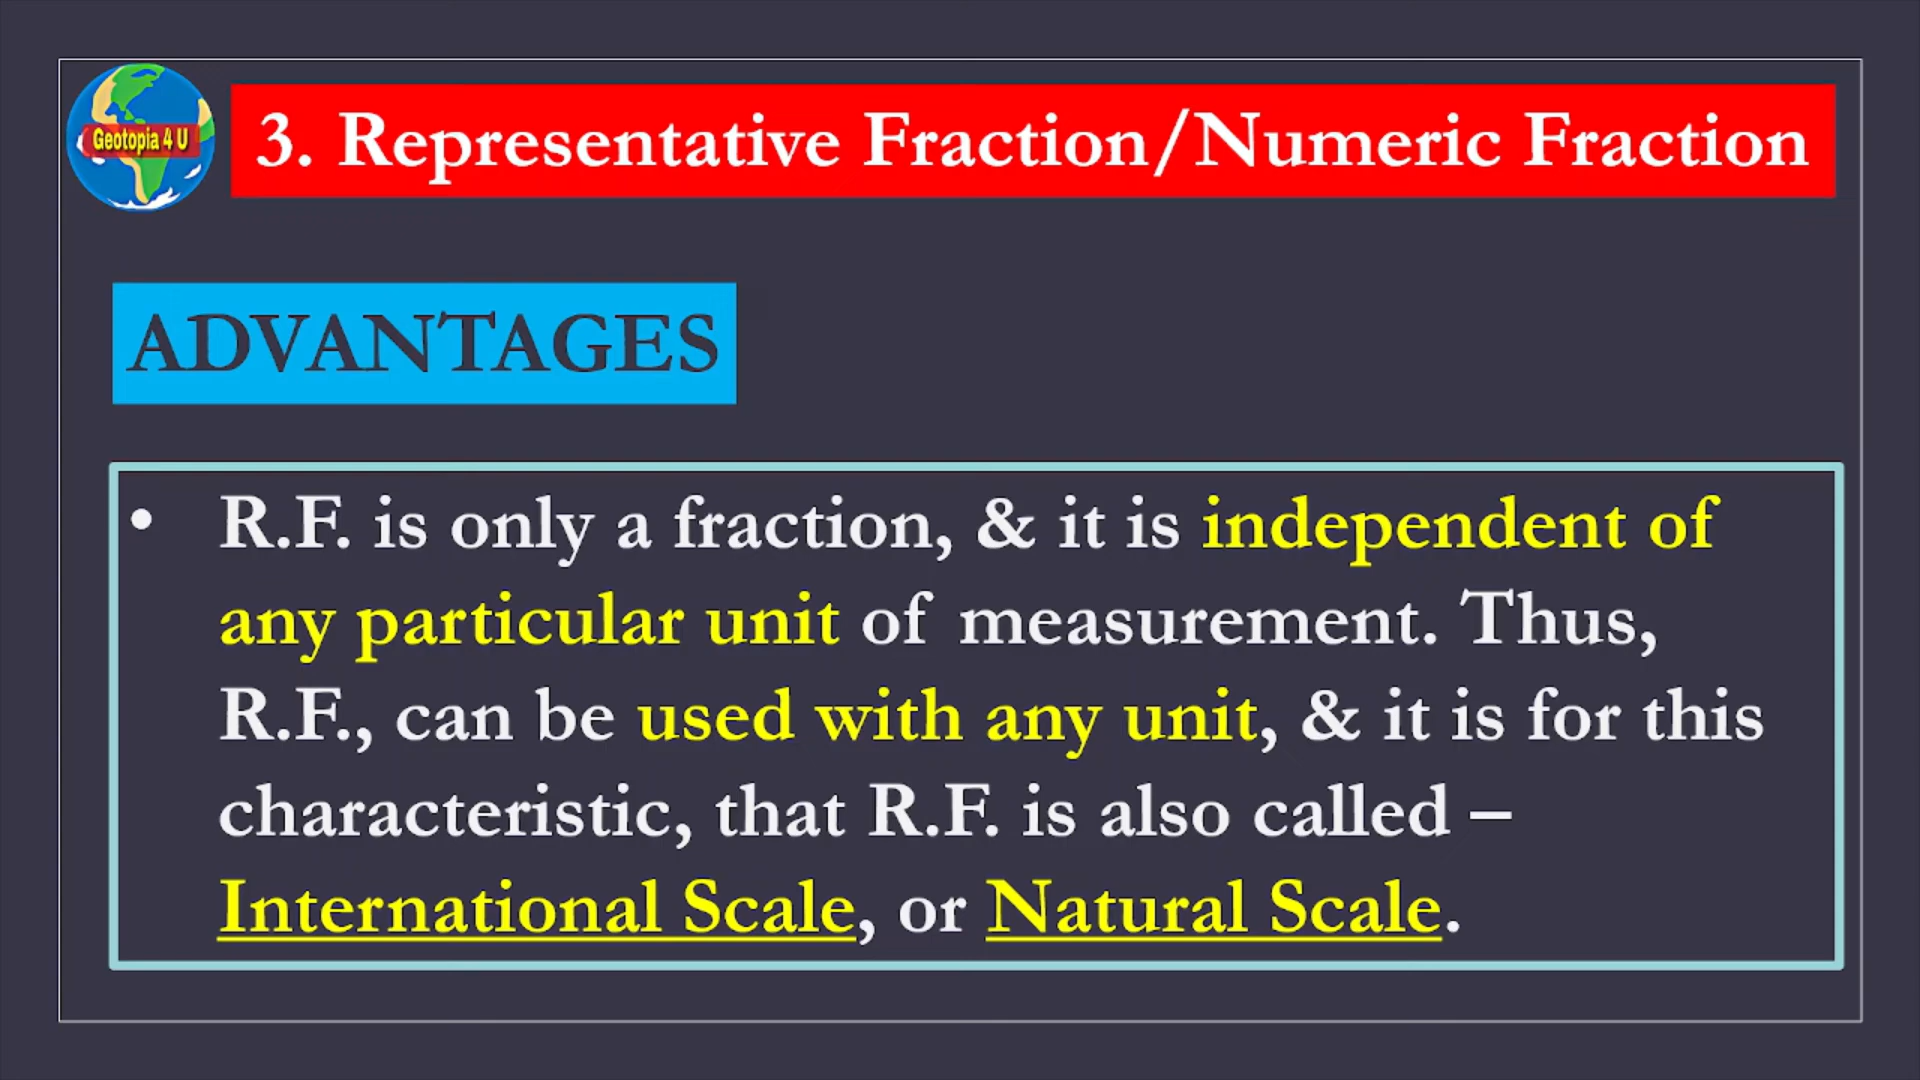 Geotopia 4 U
3. Representative Fraction/Numeric Fraction
ADVANTAGES
• R.F. is only a fraction, & it is independent of
any particular unit of measurement. Thus,
R.F., can be used with any unit, & it is for this
characteristic, that R.F. is also called –
International Scale, or Natural Scale.